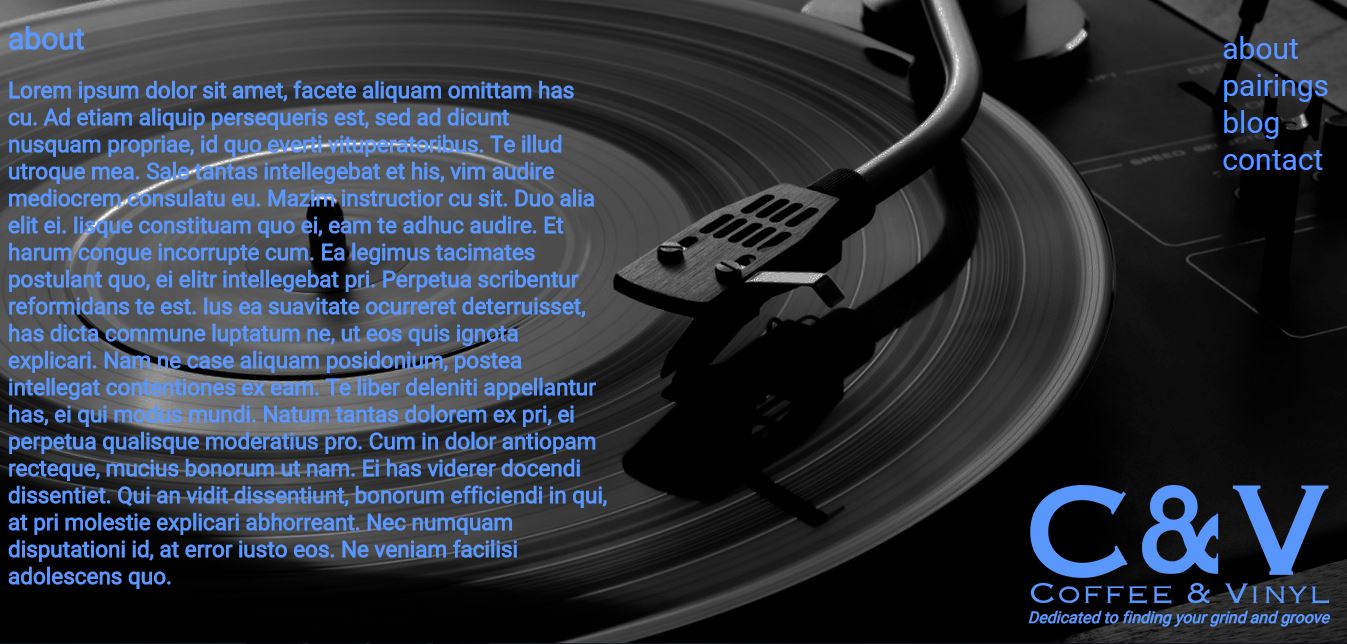 about
Lorem ipsum dolor sit amet, facete aliquam omittam has
cu. Ad etiam aliquip persequeris est, sed ad dicunt
nusquam propriae, id quo everti vituperatoribus. Te illud
utroque mea. Sale tantas intellegebat et his, vim audire
mediocrem consulatu eu. Mazim instructior cu sit. Duo alia
elit ei. Iisque constituam quo ei, eam te adhuc audire. Et
harum congue incorrupte cum. Ea legimus tacimates
postulant quo, ei elitr intellegebat pri. Perpetua scribentur
reformidans te est. Ius ea suavitate ocurreret deterruisset,
has dicta commune luptatum ne, ut eos quis ignota
explicari. Nam ne case aliquam posidonium, postea
intellegat contentiones ex eam. Te liber deleniti appellantur
has, ei qui modus mundi. Natum tantas dolorem ex pri, ei
perpetua qualisque moderatius pro. Cum in dolor antiopam
recteque, mucius bonorum ut nam. Ei has viderer docendi
dissentiet. Qui an vidit dissentiunt, bonorum efficiendi in qui,
at pri molestie explicari abhorreant. Nec numquam
disputationi id, at error iusto eos. Ne veniam facilisi
adolescens quo.
about
pairings
blog
contact
SPEED
C&V
COFFEE & VINYL
Dedicated to finding your grind and groove